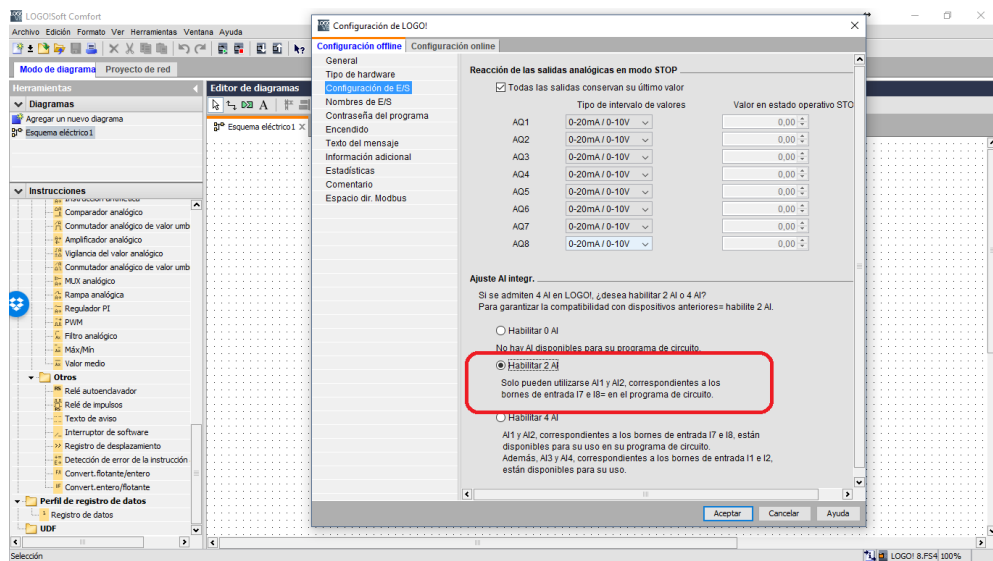 LOGO!Soft Comfort
Archivo Edición Formato Ver Herramientas Ventana Ayuda
Modo de diagrama Proyecto de red
Herramientas
Diagramas
Agregar un nuevo diagrama
Esquema eléctrico1
Instrucciones
Comparador analógico
Conmutador analógico de valor umb
Amplificador analógico
Vigilancia del valor analógico
Conmutador analógico de valor umb
MUX analógico
Rampa analógica
Regulador PI
PWM
Filtro analógico
Máx/Mín
Valor medio
Otros
Relé autoenclavador
Relé de impulsos
Texto de aviso
Interruptor de software
Registro de desplazamiento
Detección de error de la instrucción
Convert.flotante/entero
Convert.entero/flotante
Perfil de registro de datos
Registro de datos
UDF
Selección
Editor de diagramas
Esquema eléctrico1
Configuración de LOGO!
Configuración offline Configuración online
General
Tipo de hardware
Configuración de E/S
Nombres de E/S
Contraseña del programa
Encendido
Texto del mensaje
Información adicional
Estadísticas
Comentario
Espacio dir. Modbus
Reacción de las salidas analógicas en modo STOP
Todas las salidas conservan su último valor
Tipo de intervalo de valores Valor en estado operativo STO
AQ1 0-20mA / 0-10V 0,00
AQ2 0-20mA / 0-10V 0,00
AQ3 0-20mA / 0-10V 0,00
AQ4 0-20mA / 0-10V 0,00
AQ5 0-20mA / 0-10V 0,00
AQ6 0-20mA / 0-10V 0,00
AQ7 0-20mA / 0-10V 0,00
AQ8 0-20mA / 0-10V 0,00
Ajuste AI integr.
Si se admiten 4 AI en LOGO!, ¿desea habilitar 2 AI o 4 AI?
Para garantizar la compatibilidad con dispositivos anteriores= habilite 2 AI.
Habilitar 0 AI
No hay AI disponibles para su programa de circuito.
Habilitar 2 AI
Solo pueden utilizarse AI1 y AI2, correspondientes a los
bornes de entrada I7 e I8= en el programa de circuito.
Habilitar 4 AI
AI1 y AI2, correspondientes a los bornes de entrada I7 e I8, están
disponibles para su uso en su programa de circuito.
Además, AI3 y AI4, correspondientes a los bornes de entrada I1 e I2,
están disponibles para su uso.
Aceptar Cancelar Ayuda
LOGO! 8.FS4 100%